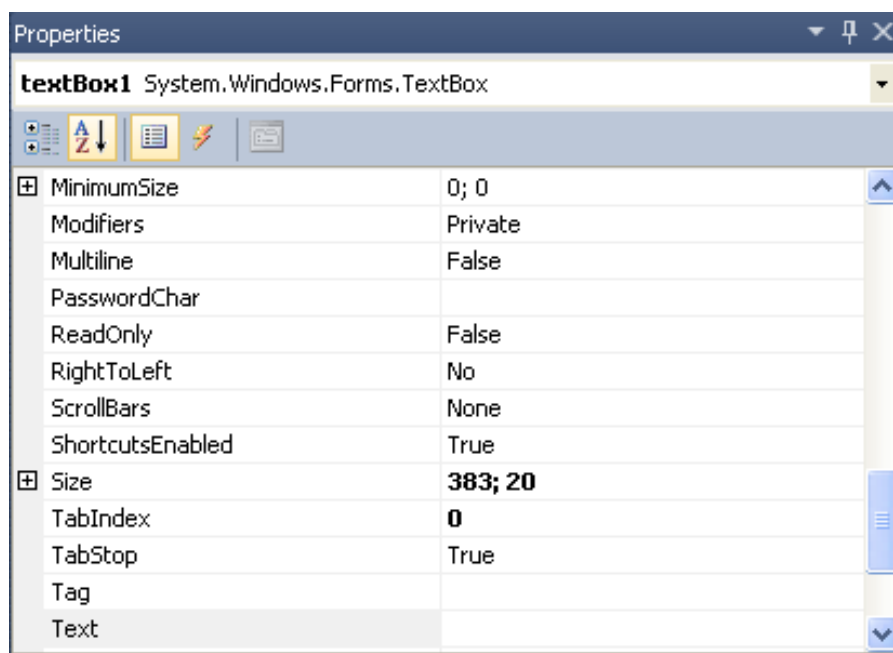 Properties
textBox1 System.Windows.Forms.TextBox
MinimumSize 0; 0
Modifiers Private
Multiline False
PasswordChar
ReadOnly False
RightToLeft No
ScrollBars None
ShortcutsEnabled True
Size 383; 20
TabIndex 0
TabStop True
Tag
Text